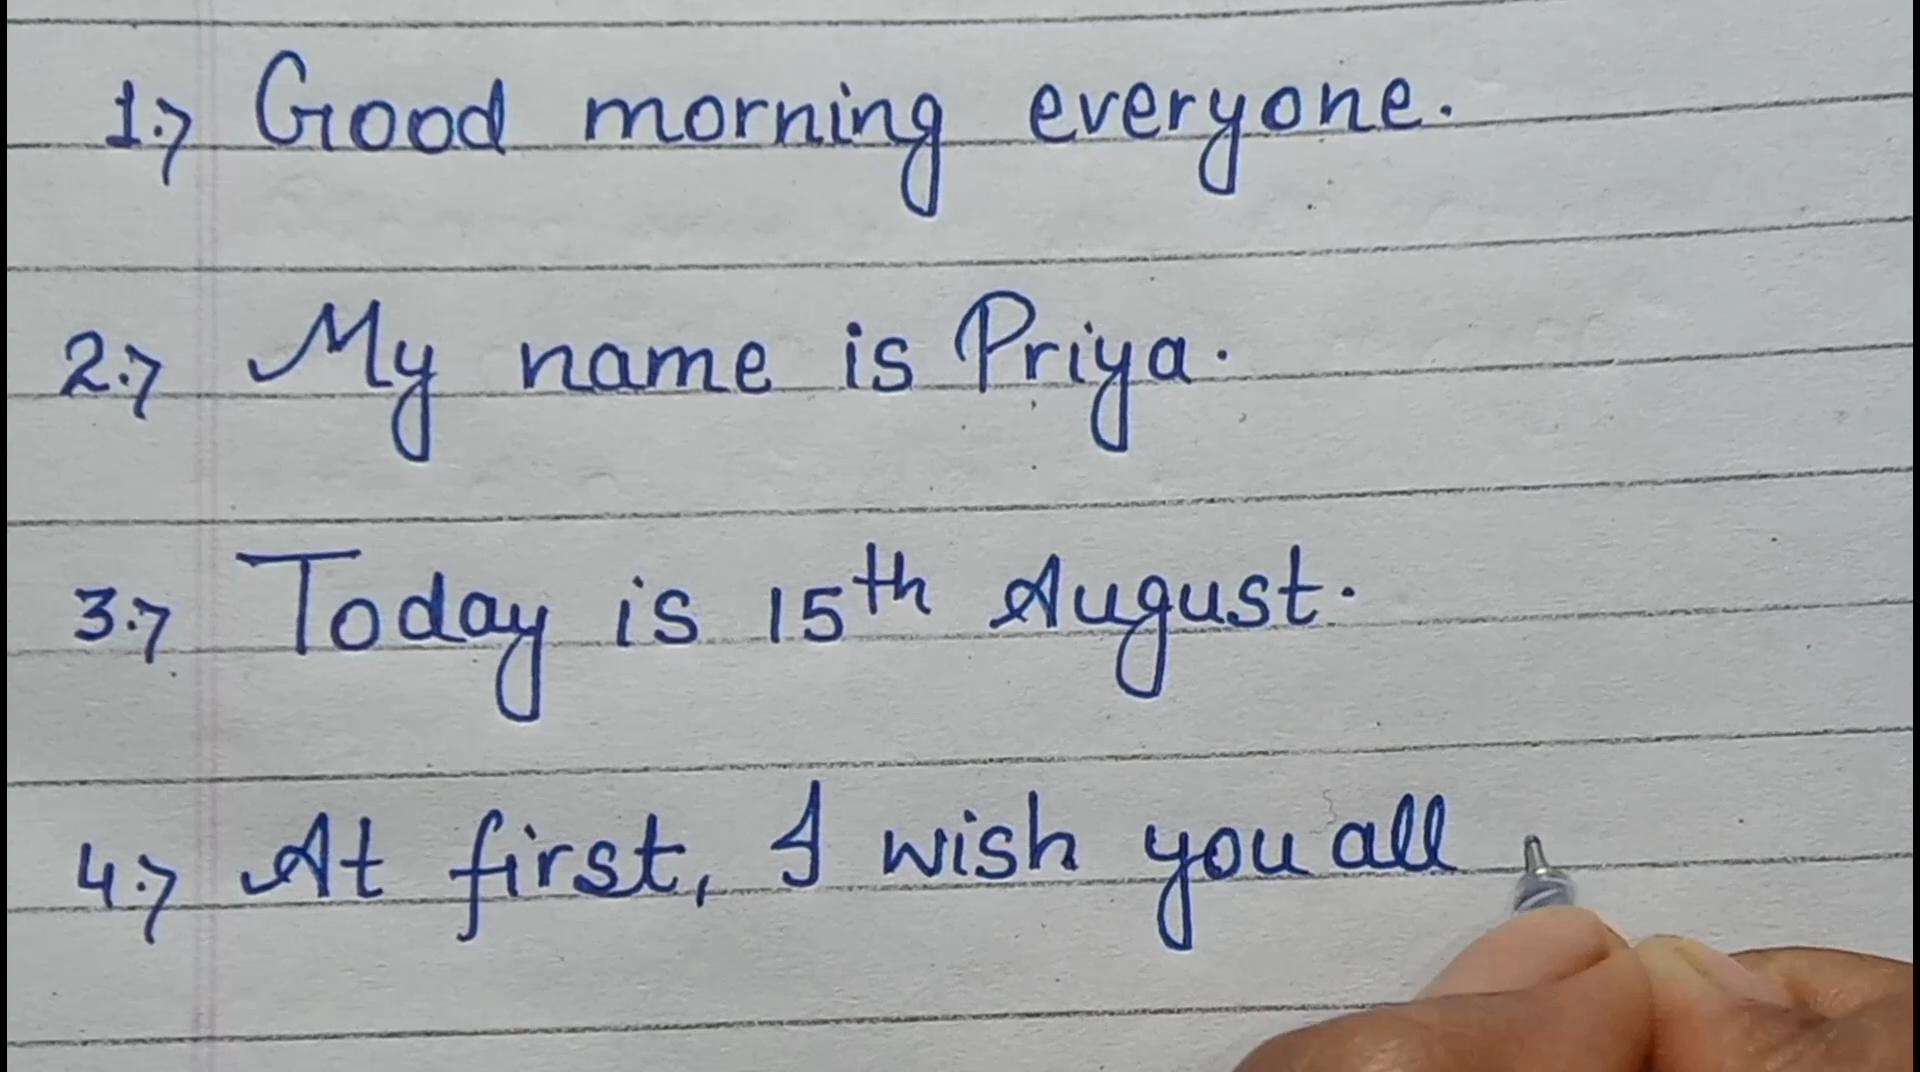 1.) Good morning everyone.
2.) My name is Priya.
3.) Today is 15th August.
4.) At first, I wish you all